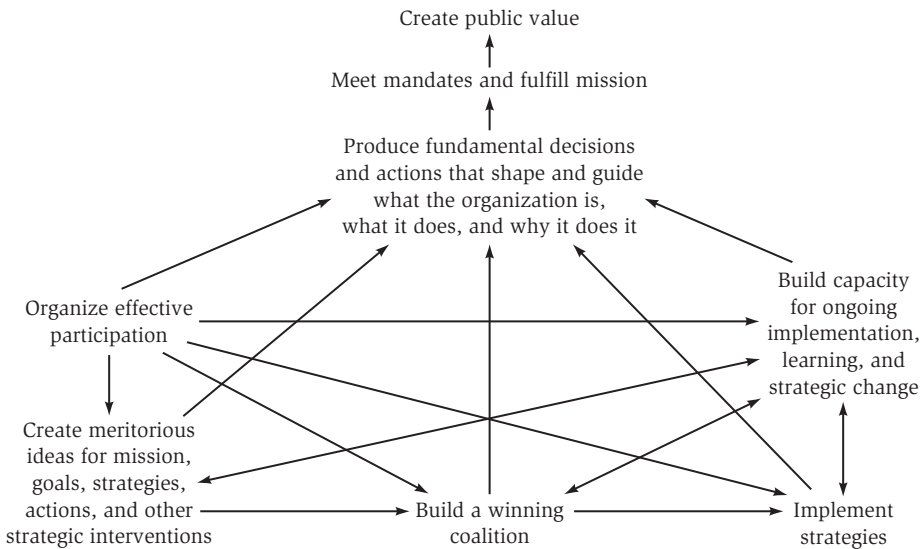 Create public value
Meet mandates and fulfill mission
Produce fundamental decisions
and actions that shape and guide
what the organization is,
what it does, and why it does it
Organize effective
participation
Build capacity
for ongoing
implementation,
learning, and
strategic change
Create meritorious
ideas for mission,
goals, strategies,
actions, and other
strategic interventions
Build a winning
coalition
Implement
strategies